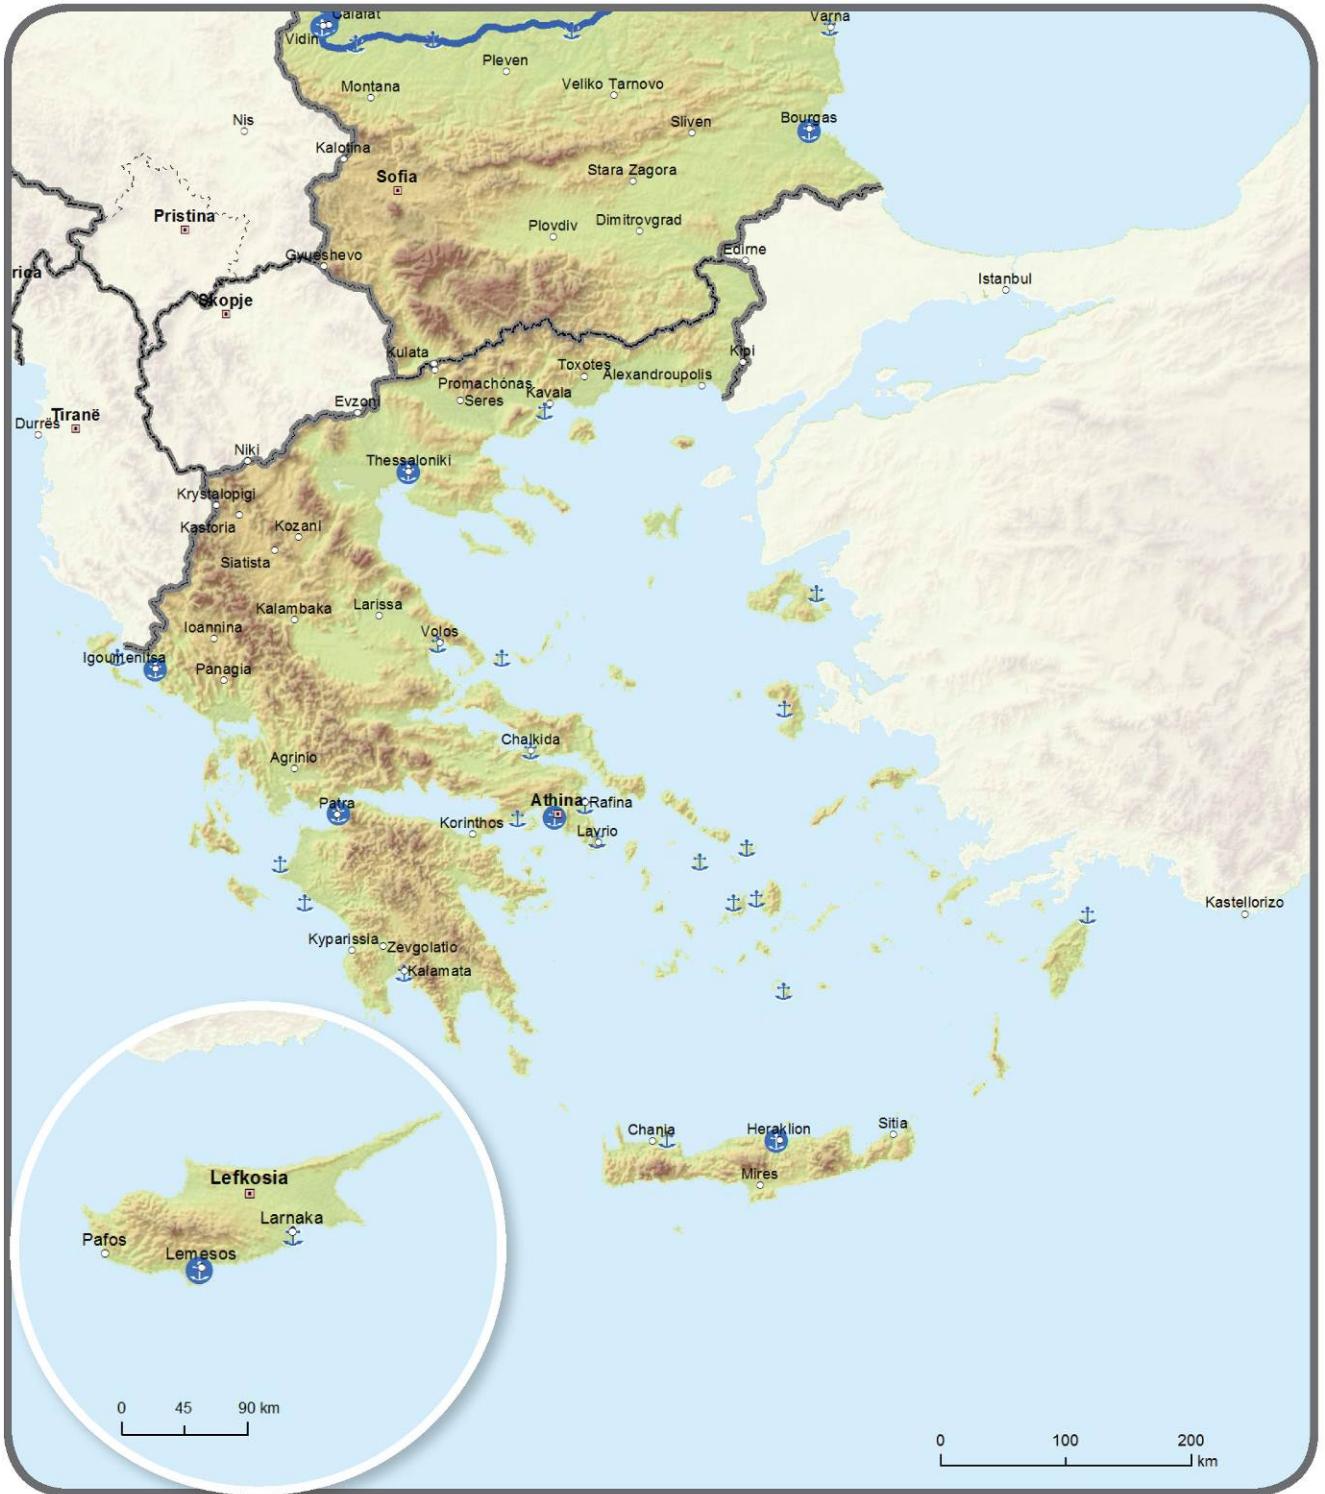 Calafat
Varna
Vidin
Pleven
Montana
Veliko Tarnovo
Nis
Sliven
Bourgas
Kalotina
Sofia
Stara Zagora
Pristina
Plovdiv
Dimitrovgrad
Edirne
Gyueshevo
rica
Istanbul
Skopje
Kulata
Kipi
Toxotes
Alexandroupolis
Promachonas
Kavala
Evzoni
Seres
Durrës
Tiranë
Niki
Thessaloniki
Krystalopigi
Kastoria
Kozani
Siatista
Kalambaka
Larissa
Ioannina
Volos
Igoumenitsa
Panagia
Chalkida
Agrinio
Patra
Athina
Rafina
Korinthos
Lavrio
Kastellorizo
Kyparissia
Zevgolatio
Kalamata
Chania
Heraklion
Sitia
Mires
Lefkosia
Larnaka
Pafos
Lemesos
0 45 90 km
0 100 200
km